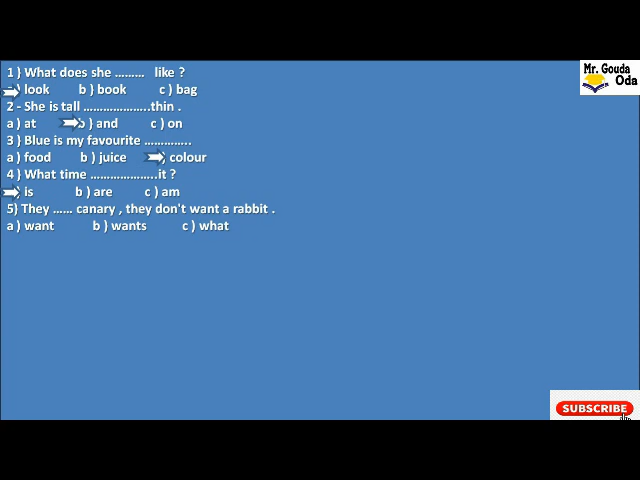 Mr. Gouda
Oda
1 } What does she ......... like ?
) look b ) book c ) bag
2 - She is tall ....................thin .
a ) at b ) and c ) on
3 } Blue is my favourite .............
a ) food b ) juice ) colour
4 } What time ....................it ?
) is b ) are c ) am
5} They ...... canary , they don't want a rabbit .
a ) want b ) wants c ) what
SUBSCRIBE